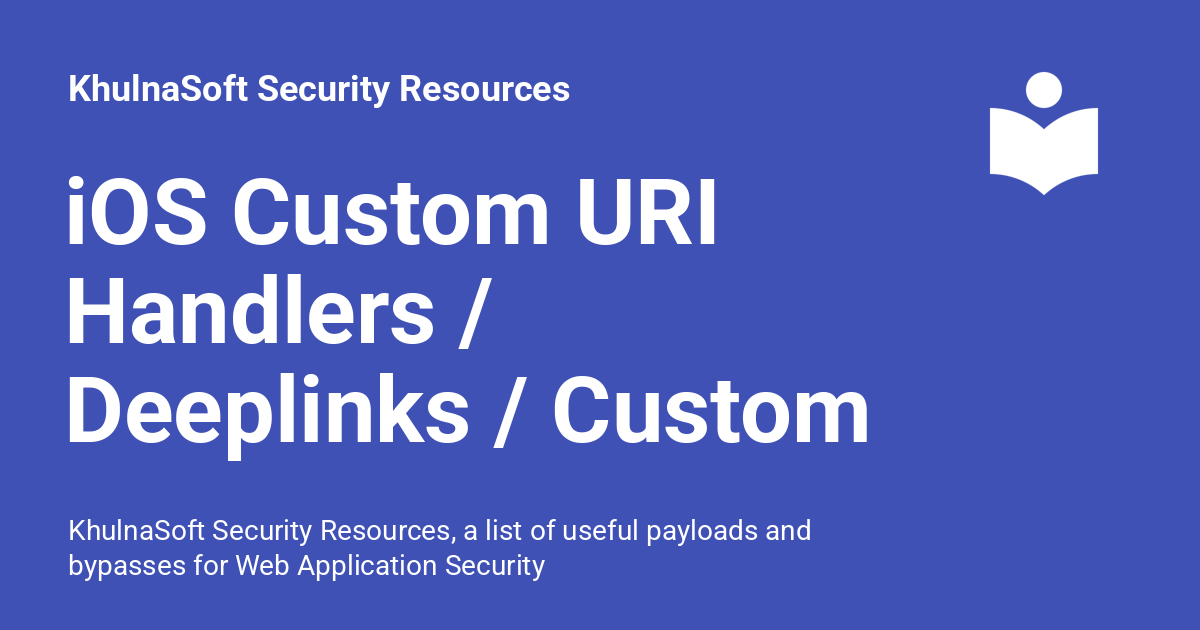 KhulnaSoft Security Resources
iOS Custom URI
Handlers /
Deeplinks / Custom
KhulnaSoft Security Resources, a list of useful payloads and
bypasses for Web Application Security